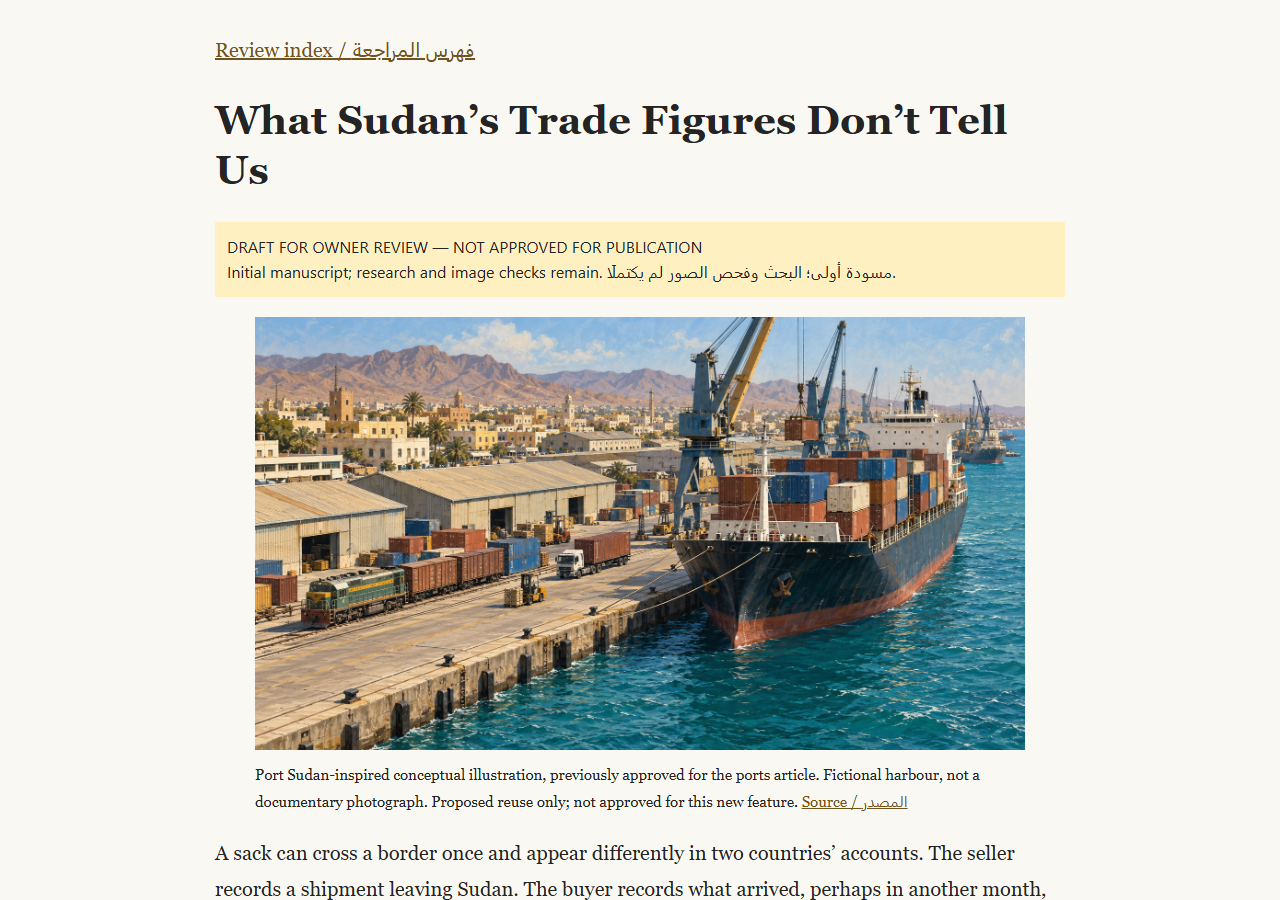 Review index / فهرس المراجعة
What Sudan’s Trade Figures Don’t Tell
Us
DRAFT FOR OWNER REVIEW — NOT APPROVED FOR PUBLICATION
Initial manuscript; research and image checks remain. مسودة أولى؛ البحث وفحص الصور لم يكتملا.
Port Sudan-inspired conceptual illustration, previously approved for the ports article. Fictional harbour, not a
documentary photograph. Proposed reuse only; not approved for this new feature. Source / المصدر
A sack can cross a border once and appear differently in two countries’ accounts. The seller
records a shipment leaving Sudan. The buyer records what arrived, perhaps in another month,